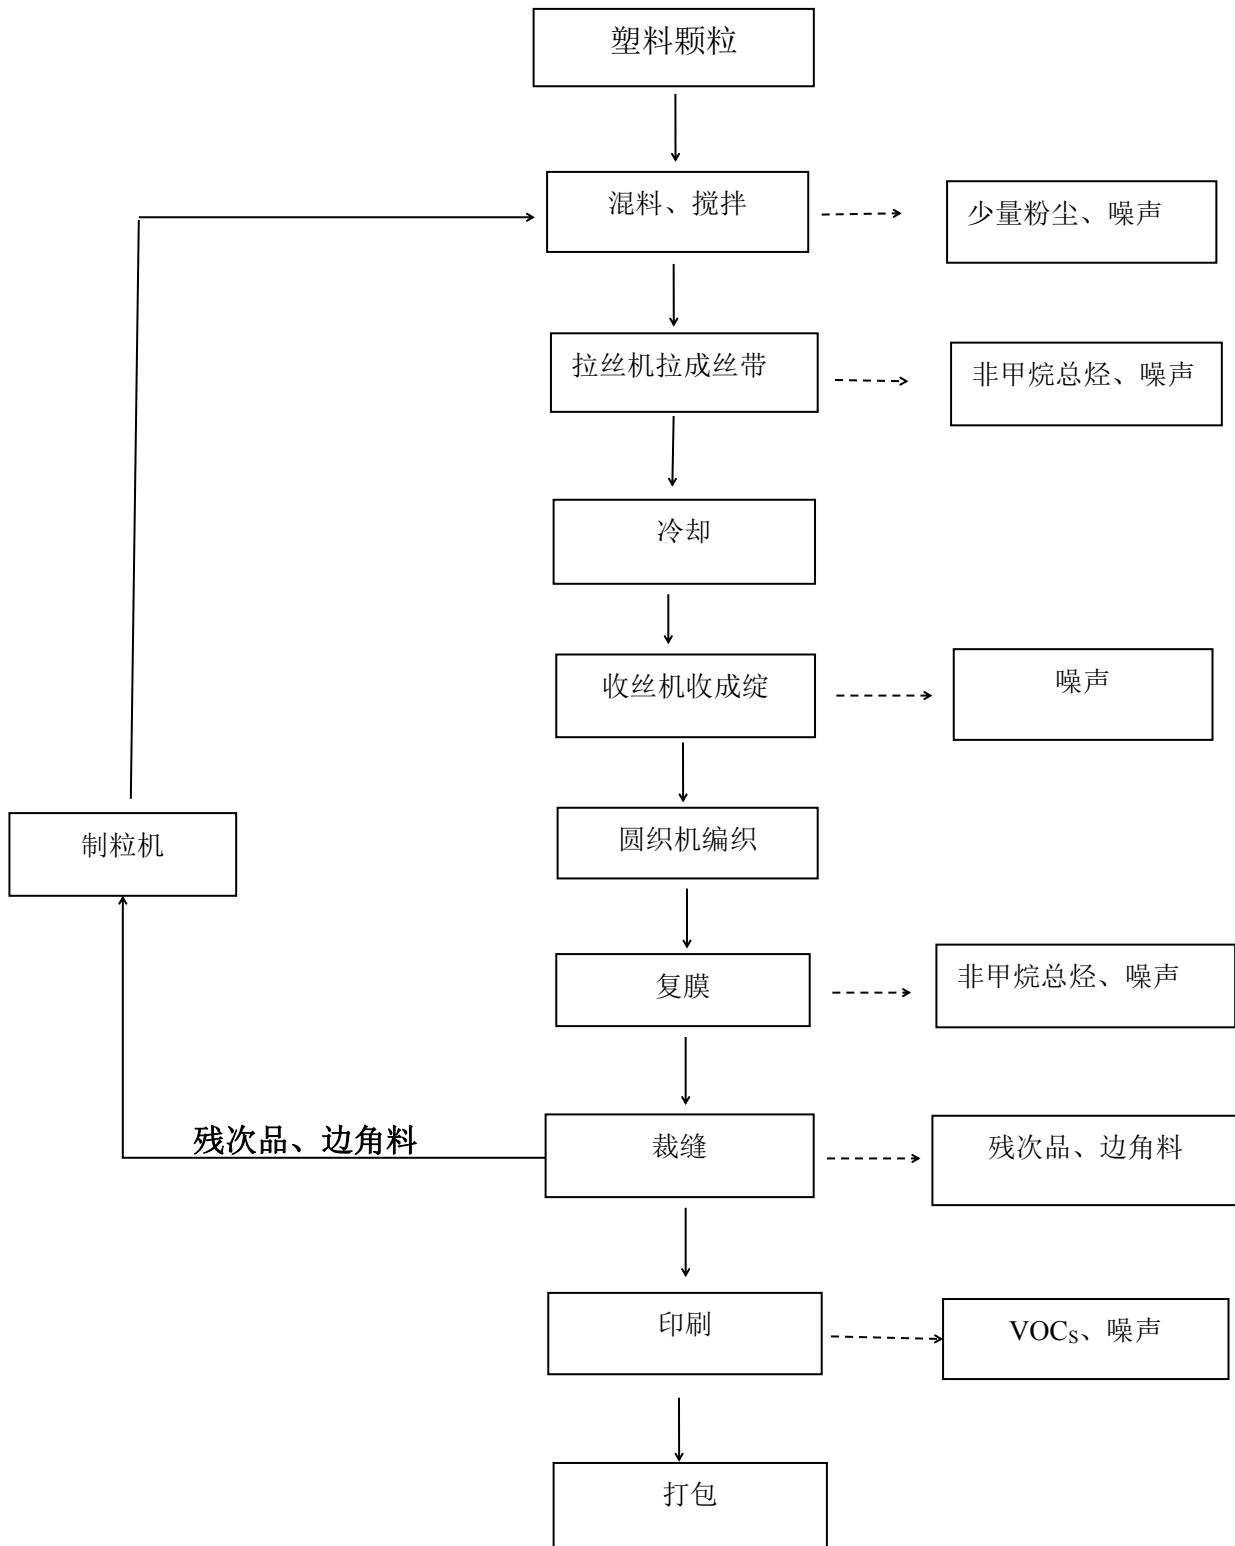 塑料颗粒
混料、搅拌
少量粉尘、噪声
拉丝机拉成丝带
非甲烷总烃、噪声
冷却
收丝机收成绽
噪声
圆织机编织
制粒机
复膜
非甲烷总烃、噪声
残次品、边角料
裁缝
残次品、边角料
印刷
VOCs、噪声
打包